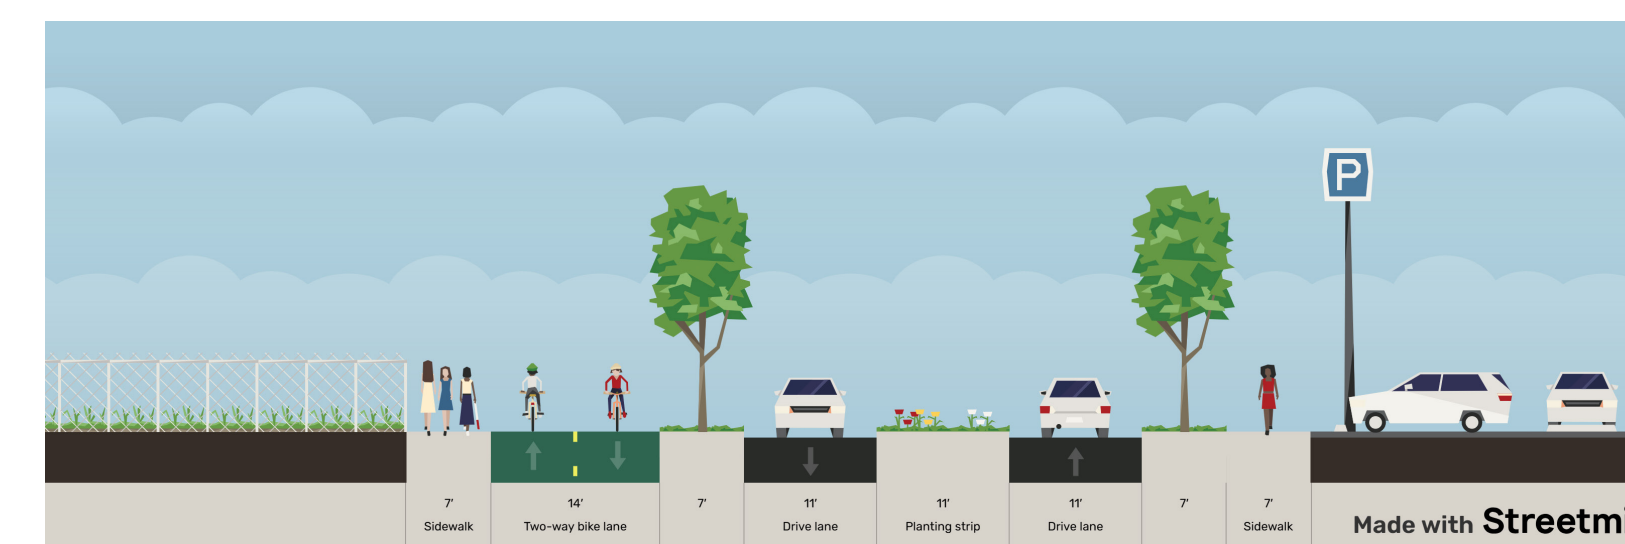 P
7′
Sidewalk
14′
Two-way bike lane
7′
11′
Drive lane
11′
Planting strip
11′
Drive lane
7′
7′
Sidewalk
Made with Streetmi